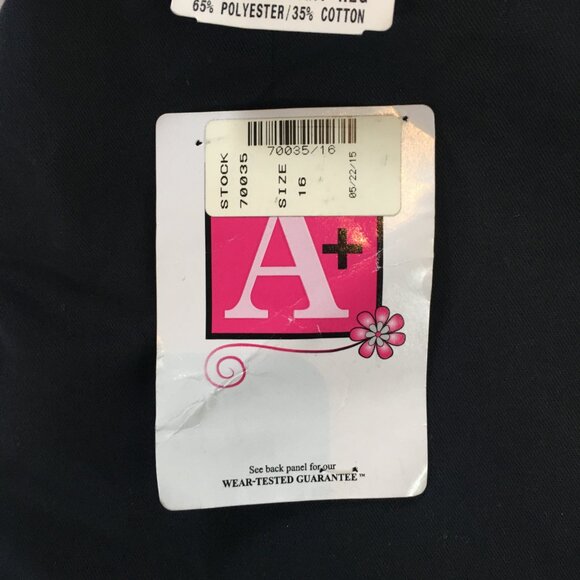 65% POLYESTER/35% COTTON
70035/16
STOCK
70035
SIZE
16
05/22/15
A+
See back panel for our
WEAR-TESTED GUARANTEE™